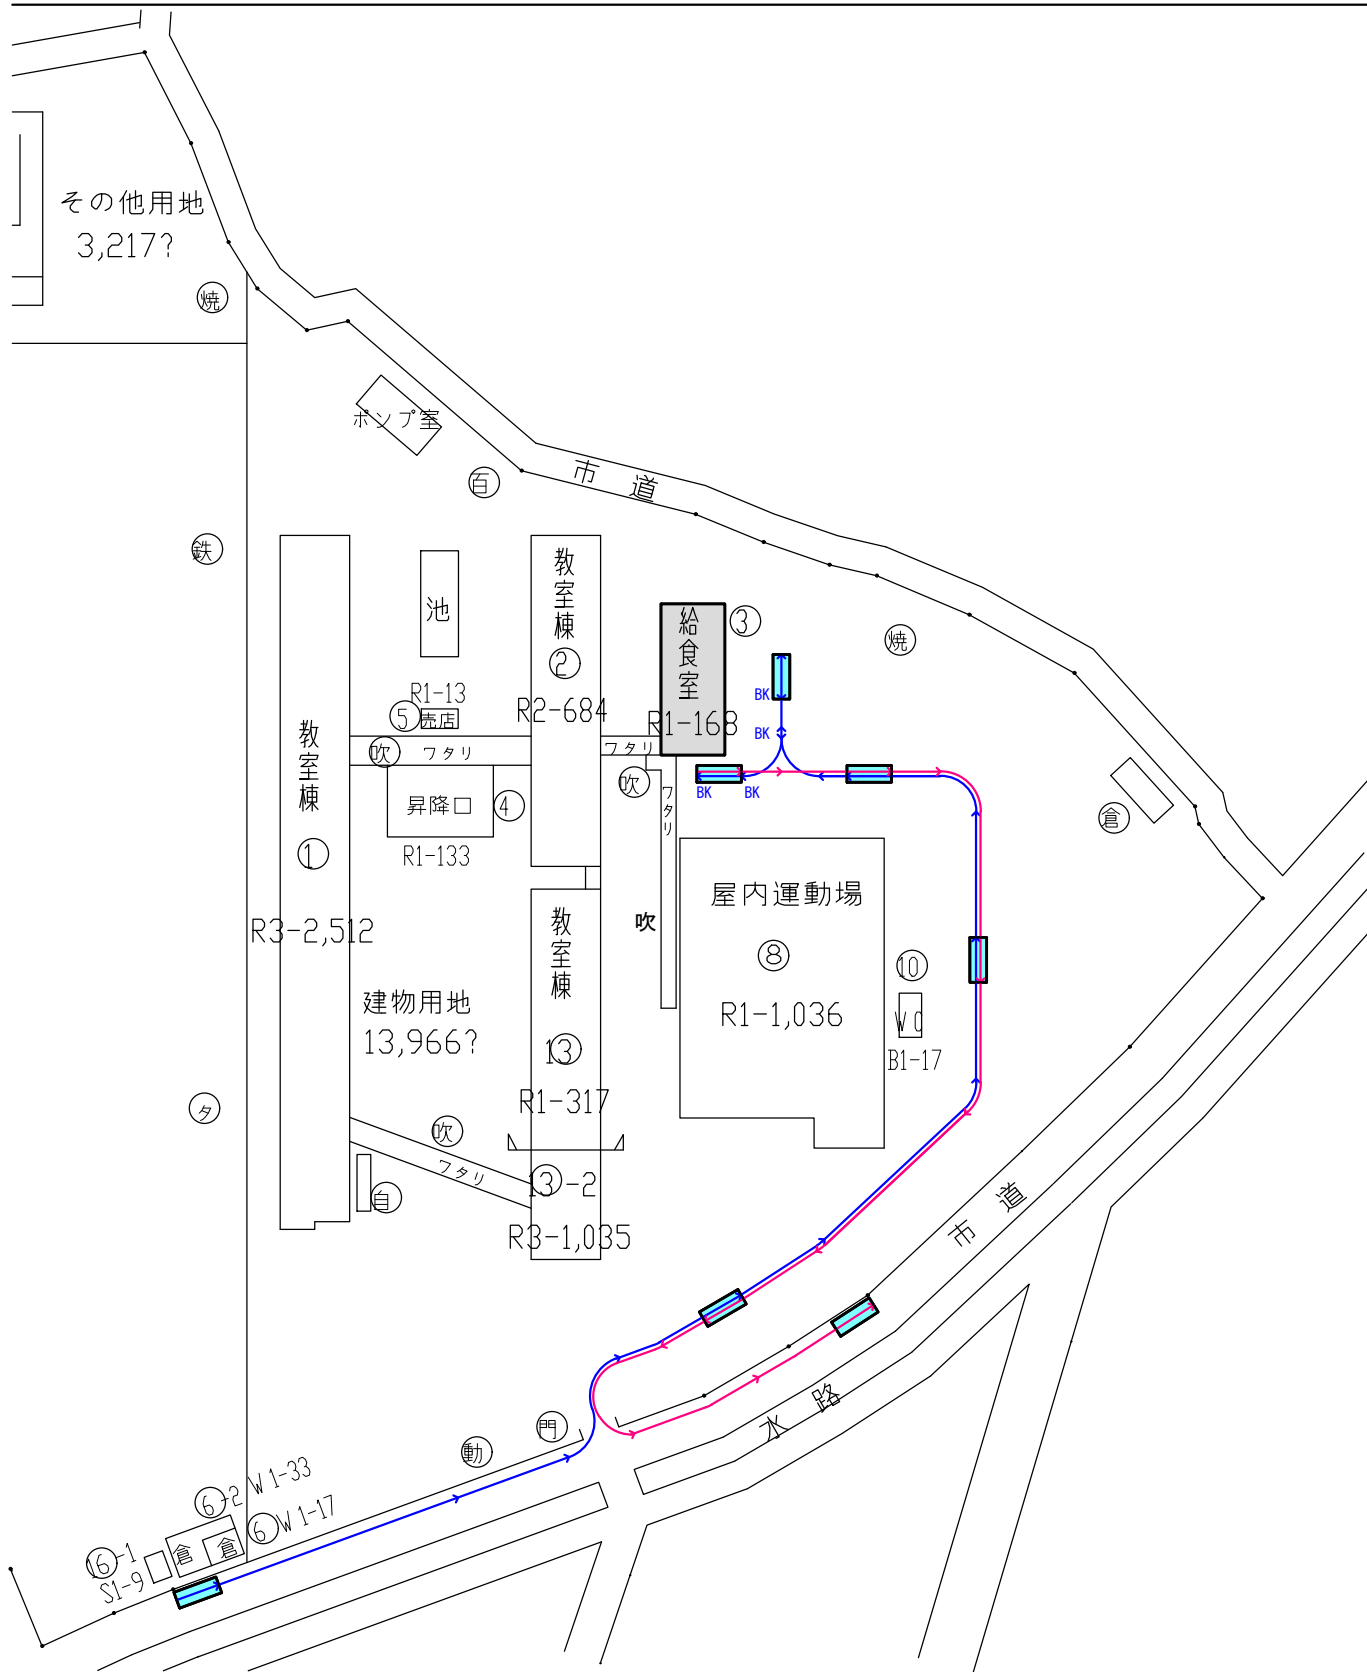 その他用地
3,217?
焼
ポンプ室
百
市道
鉄
教室棟
①
R3-2,512
池
R1-13
⑤
売店
吹
ワタリ
昇降口
④
R1-133
教室棟
②
R2-684
ワタリ
吹
ワタリ
給食室
③
R1-168
焼
BK
BK
BK
BK
倉
屋内運動場
⑧
R1-1,036
⑩
W0
B1-17
吹
教室棟
⑬
R1-317
建物用地
13,966?
タ
吹
ワタリ
自
⑬-2
R3-1,035
市道
水路
門
動
⑥-2 W1-33
⑥ W1-17
倉
倉
⑯-1
S1-9